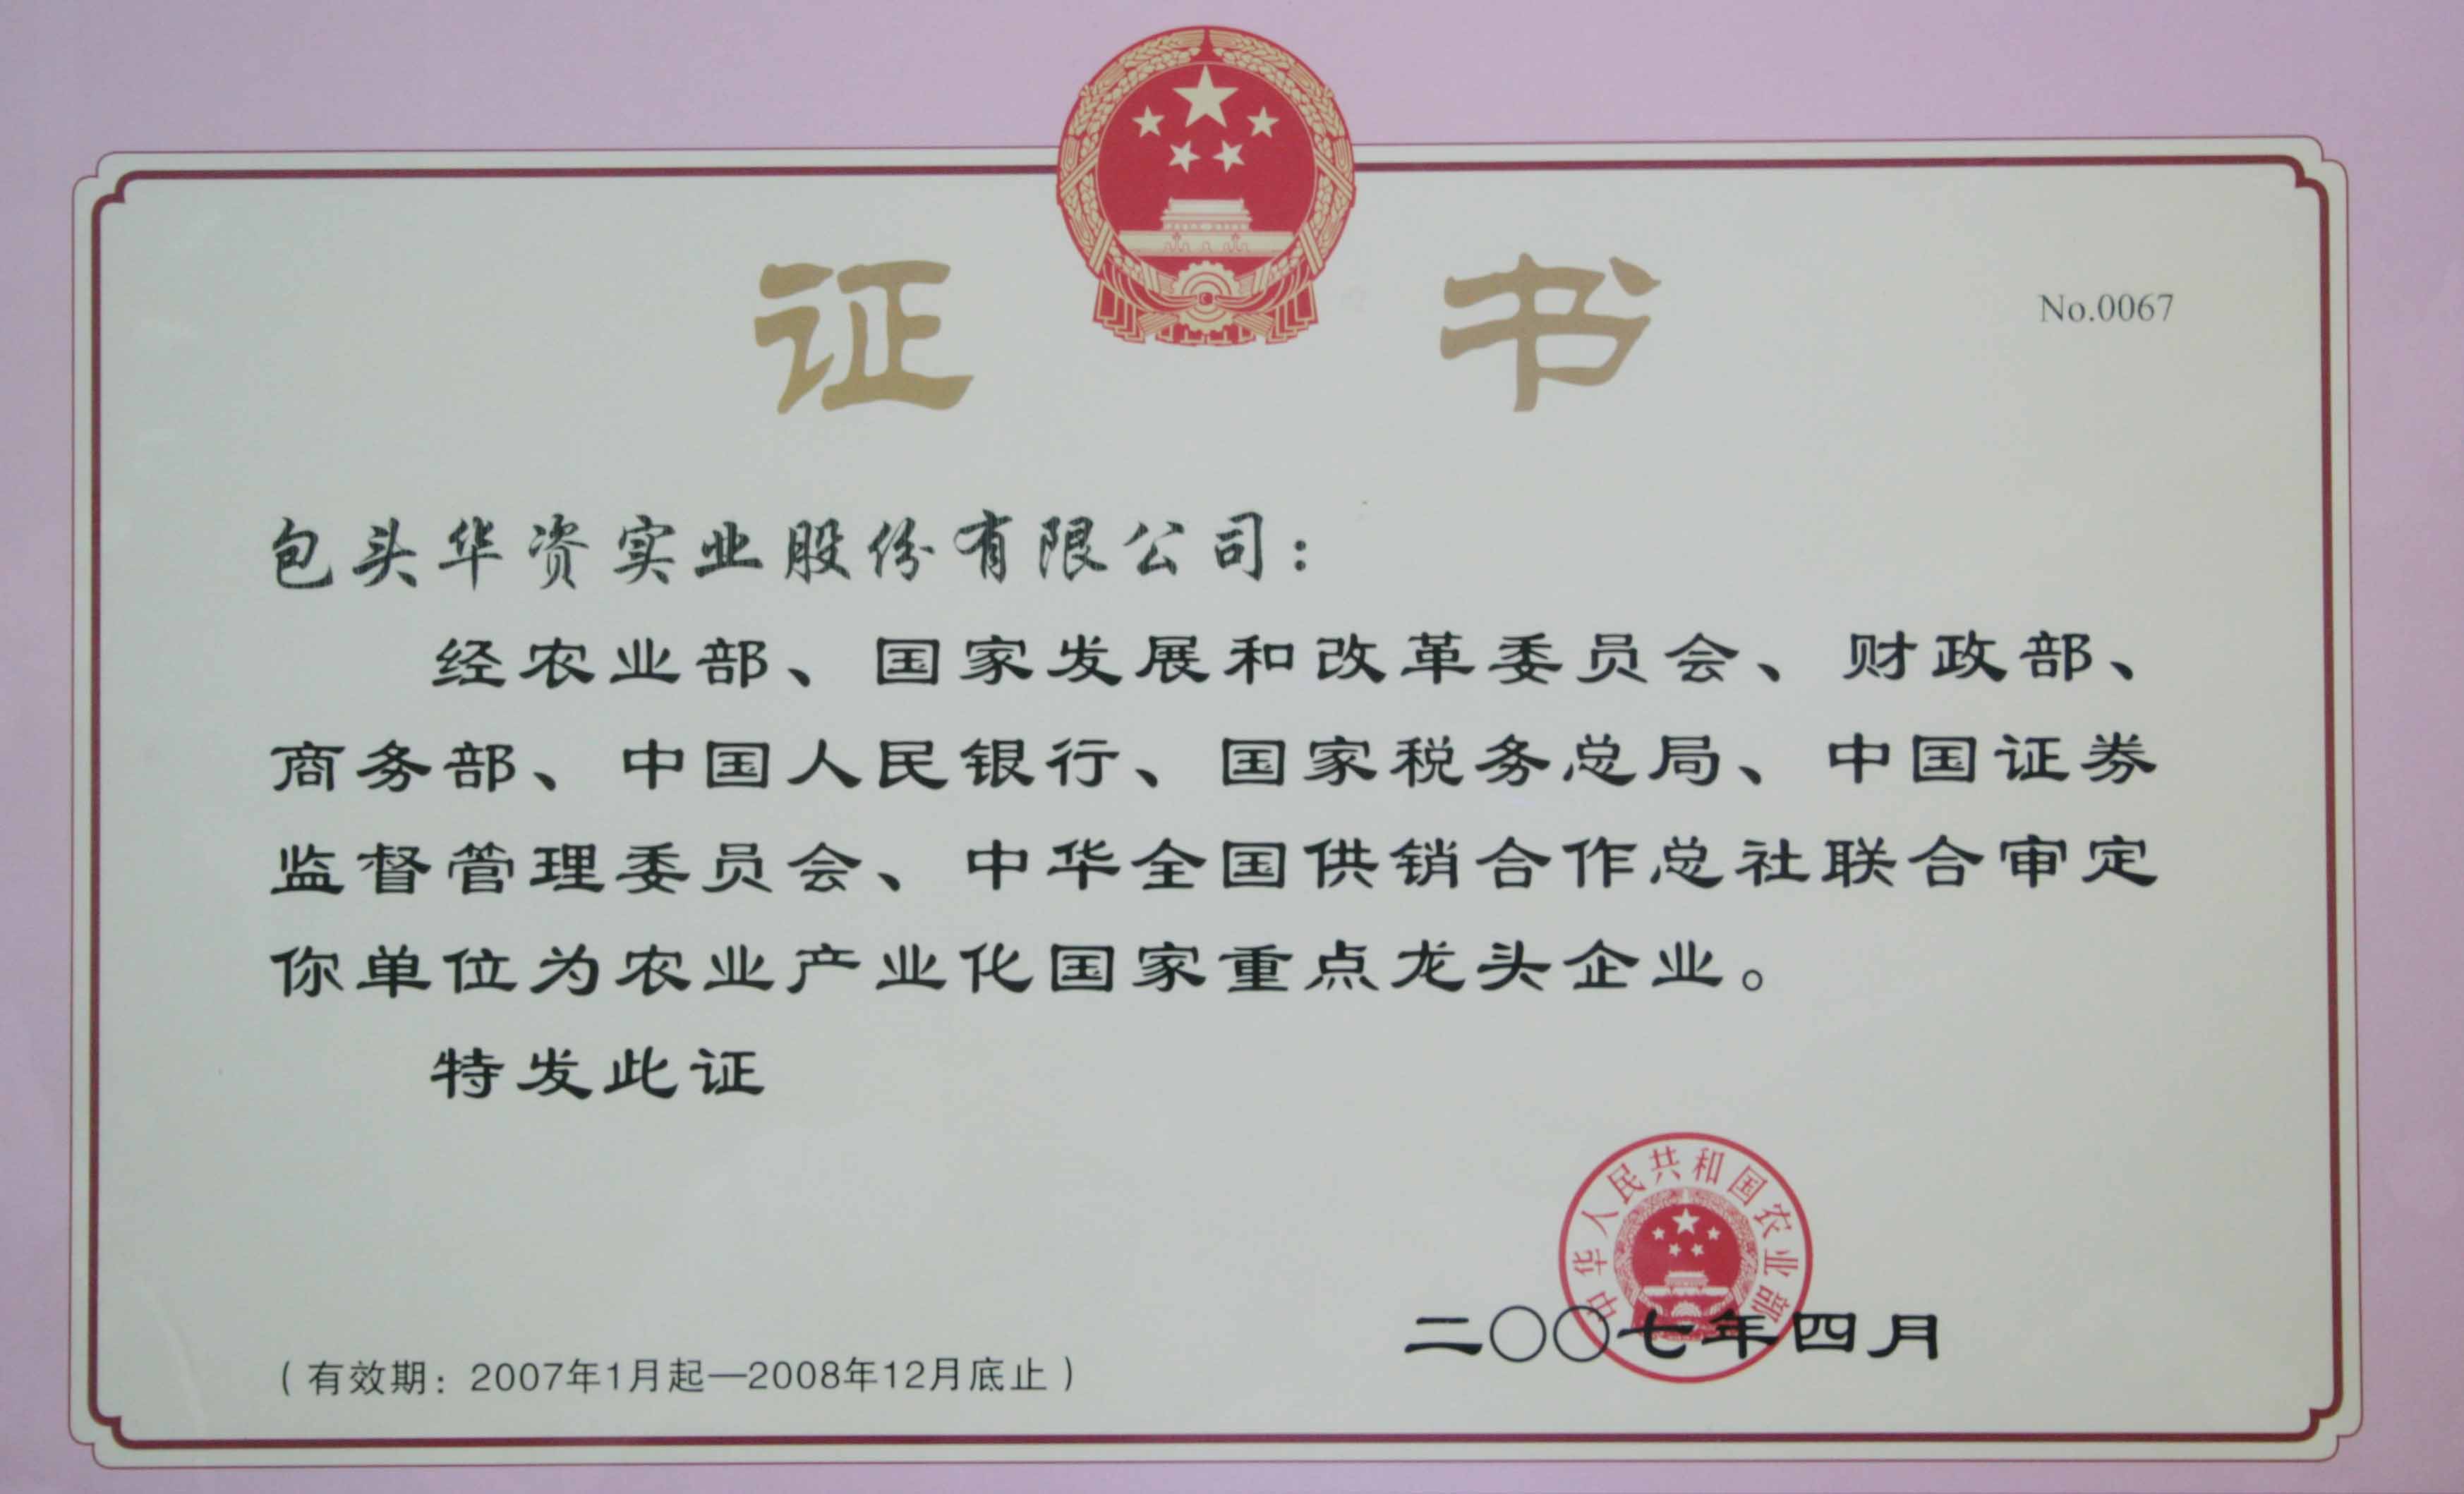 证书
No.0067
包头华资实业股份有限公司：
经农业部、国家发展和改革委员会、财政部、
商务部、中国人民银行、国家税务总局、中国证券
监督管理委员会、中华全国供销合作总社联合审定
你单位为农业产业化国家重点龙头企业。
特发此证
中华人民共和国农业部
二〇〇七年四月
（有效期：2007年1月起—2008年12月底止）